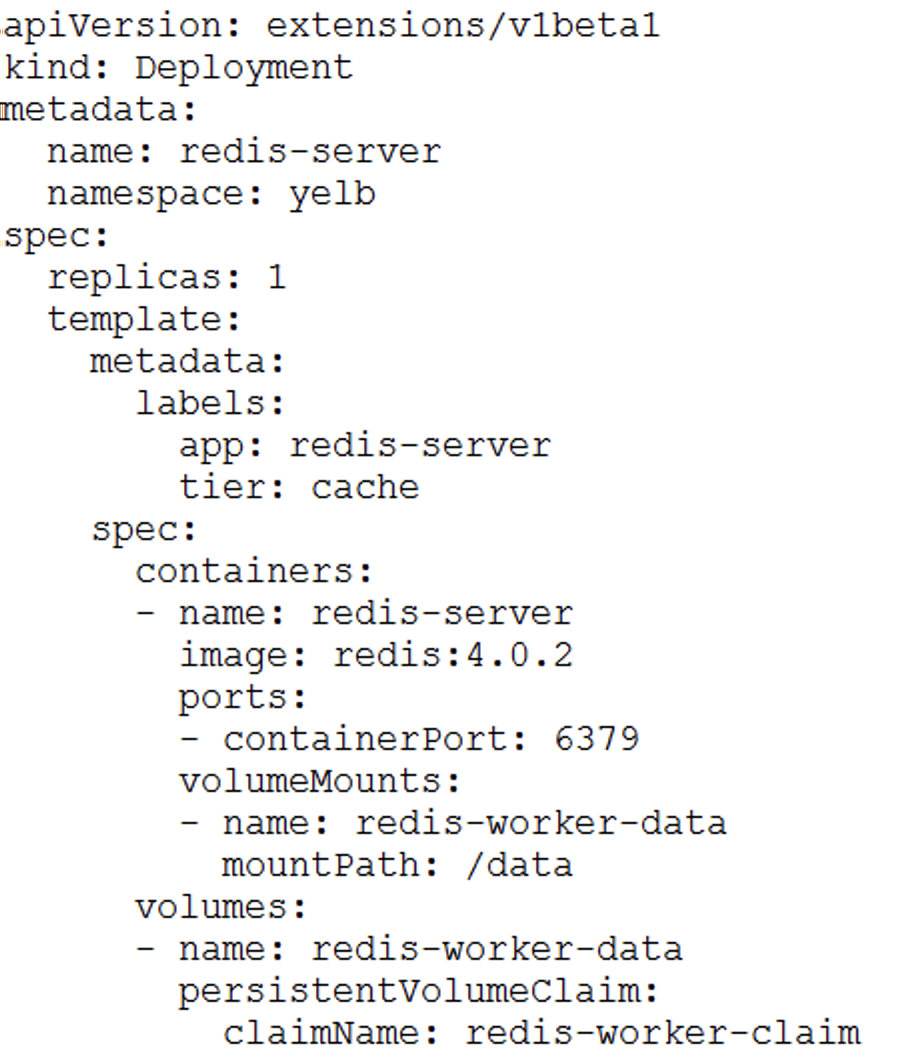 apiVersion: extensions/v1beta1
kind: Deployment
metadata:
  name: redis-server
  namespace: yelb
spec:
  replicas: 1
  template:
    metadata:
      labels:
        app: redis-server
        tier: cache
    spec:
      containers:
      - name: redis-server
        image: redis:4.0.2
        ports:
        - containerPort: 6379
        volumeMounts:
        - name: redis-worker-data
          mountPath: /data
      volumes:
      - name: redis-worker-data
        persistentVolumeClaim:
          claimName: redis-worker-claim